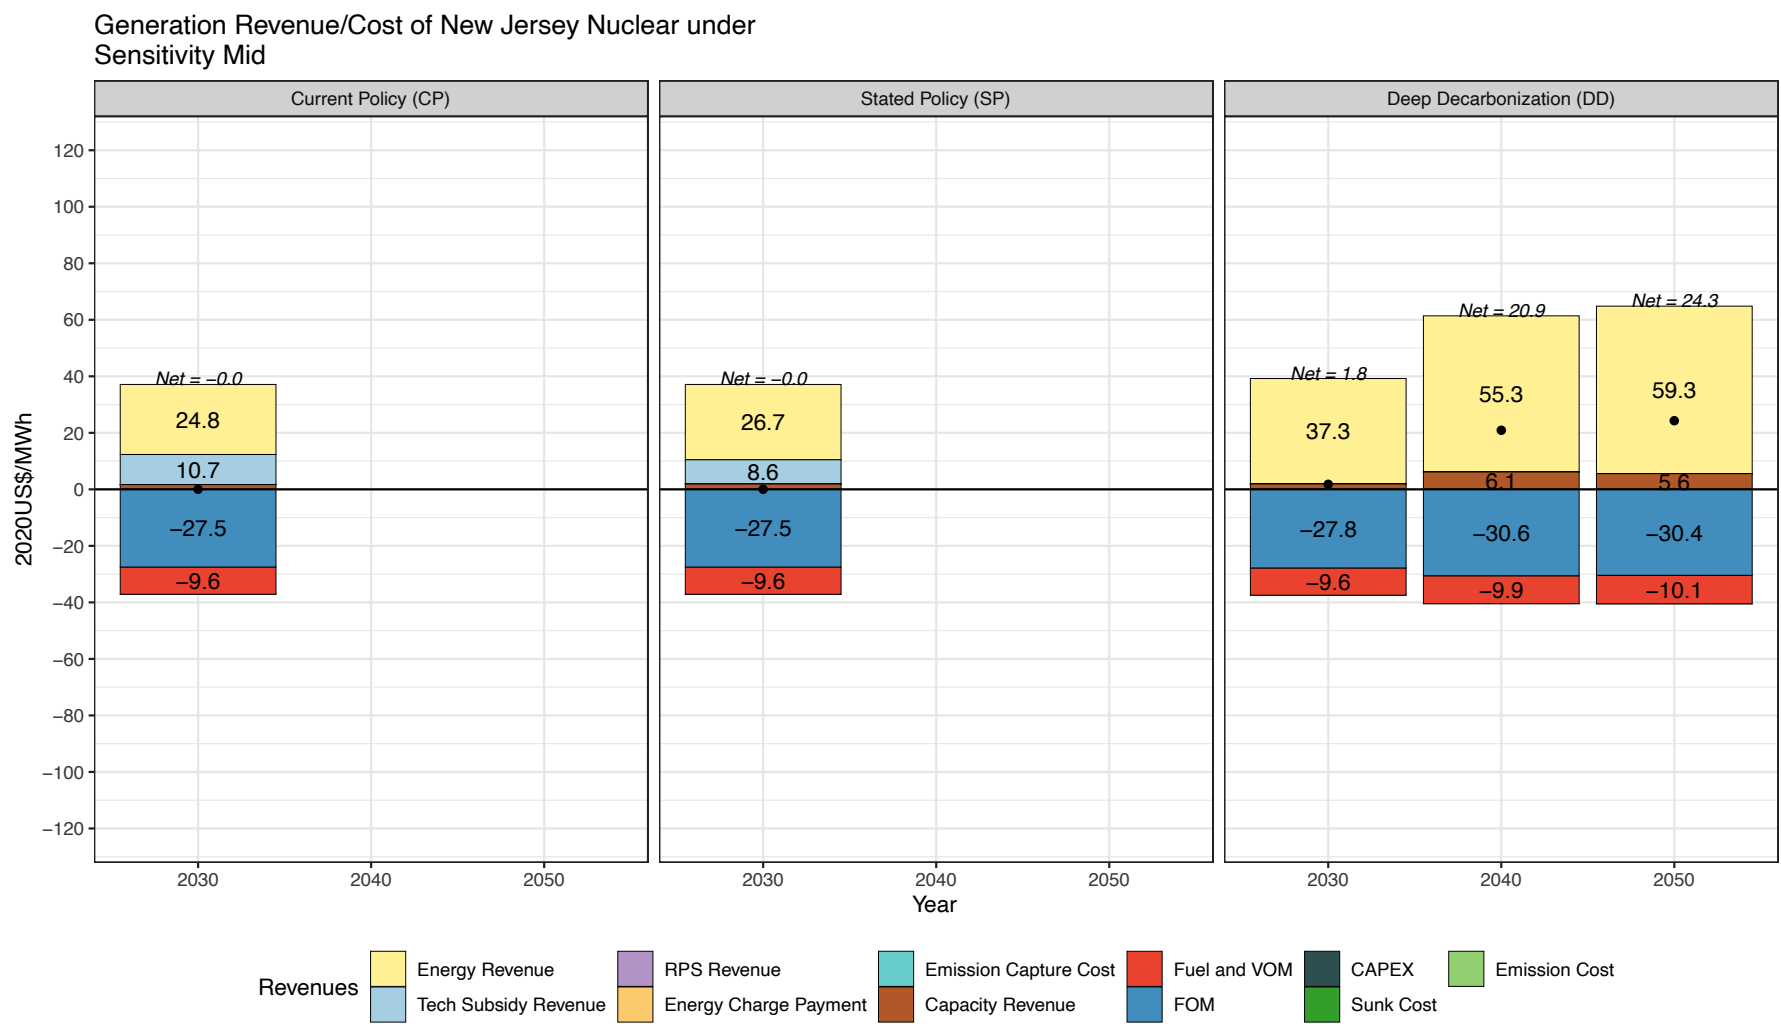 Generation Revenue/Cost of New Jersey Nuclear under
Sensitivity Mid
Current Policy (CP)
Stated Policy (SP)
Deep Decarbonization (DD)
2020US$/MWh
120
100
80
60
40
20
0
−20
−40
−60
−80
−100
−120
Net = −0.0
24.8
10.7
−27.5
−9.6
Net = −0.0
26.7
8.6
−27.5
−9.6
Net = 1.8
37.3
−27.8
−9.6
Net = 20.9
55.3
6.1
−30.6
−9.9
Net = 24.3
59.3
5.6
−30.4
−10.1
2030 2040 2050
2030 2040 2050
2030 2040 2050
Year
Revenues
Energy Revenue
Tech Subsidy Revenue
RPS Revenue
Energy Charge Payment
Emission Capture Cost
Capacity Revenue
Fuel and VOM
FOM
CAPEX
Sunk Cost
Emission Cost